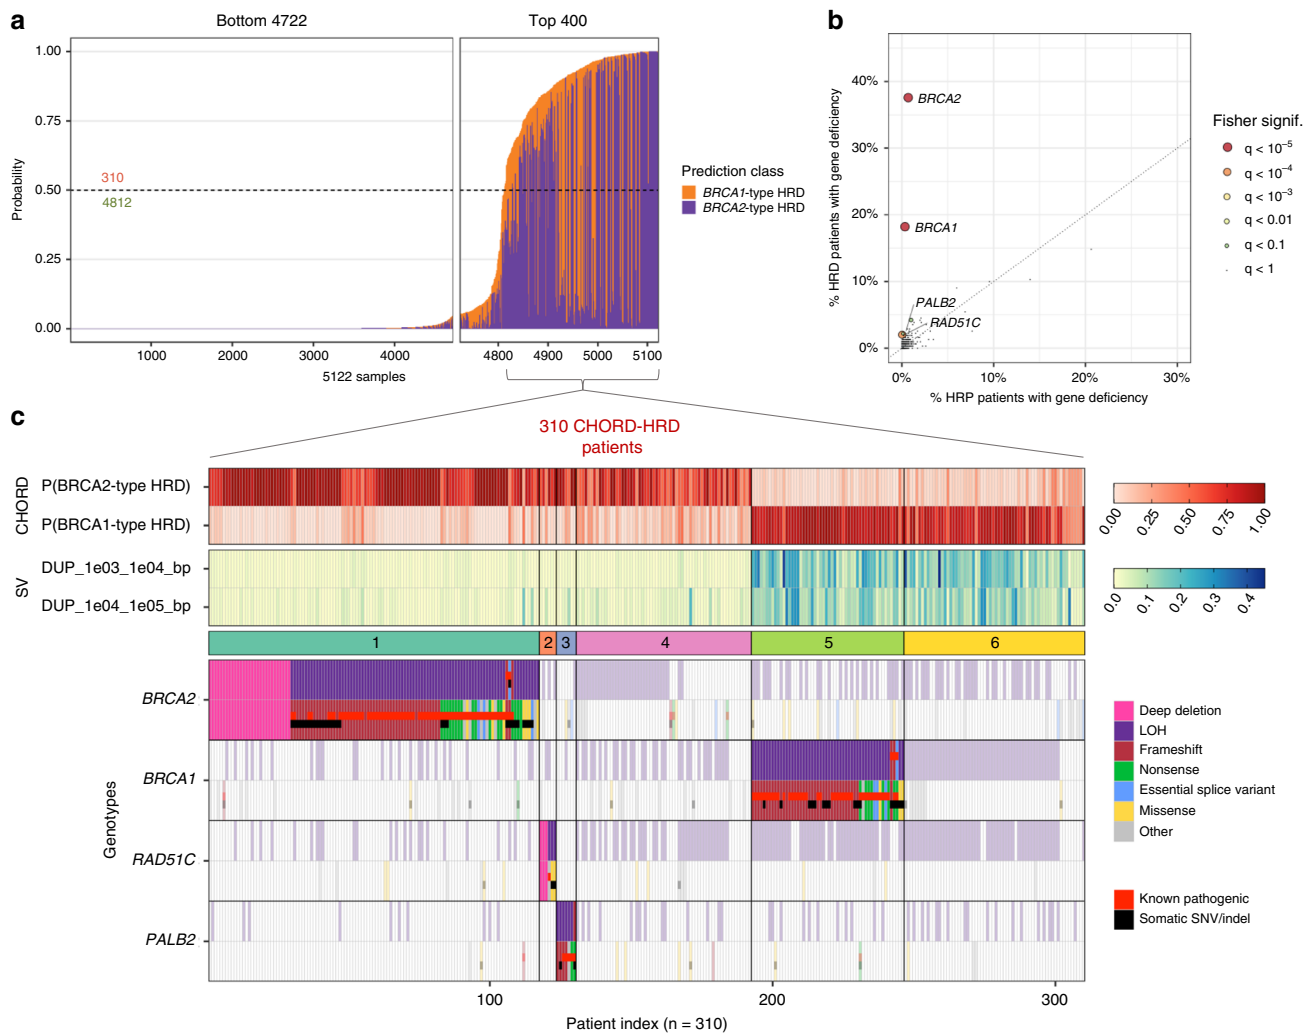 a
Bottom 4722
Top 400
Probability
1.00
0.75
0.50
0.25
0.00
310
4812
1000
2000
3000
4000
4800
4900
5000
5100
5122 samples
Prediction class
BRCA1-type HRD
BRCA2-type HRD
b
% HRD patients with gene deficiency
40%
30%
20%
10%
0%
BRCA2
BRCA1
PALB2
RAD51C
0%
10%
20%
30%
% HRP patients with gene deficiency
Fisher signif.
q < 10⁻⁵
q < 10⁻⁴
q < 10⁻³
q < 0.01
q < 0.1
q < 1
c
310 CHORD-HRD
patients
CHORD
P(BRCA2-type HRD)
P(BRCA1-type HRD)
0.00
0.25
0.50
0.75
1.00
SV
DUP_1e03_1e04_bp
DUP_1e04_1e05_bp
0.0
0.1
0.2
0.3
0.4
1
2
3
4
5
6
Genotypes
BRCA2
BRCA1
RAD51C
PALB2
Deep deletion
LOH
Frameshift
Nonsense
Essential splice variant
Missense
Other
Known pathogenic
Somatic SNV/indel
100
200
300
Patient index (n = 310)